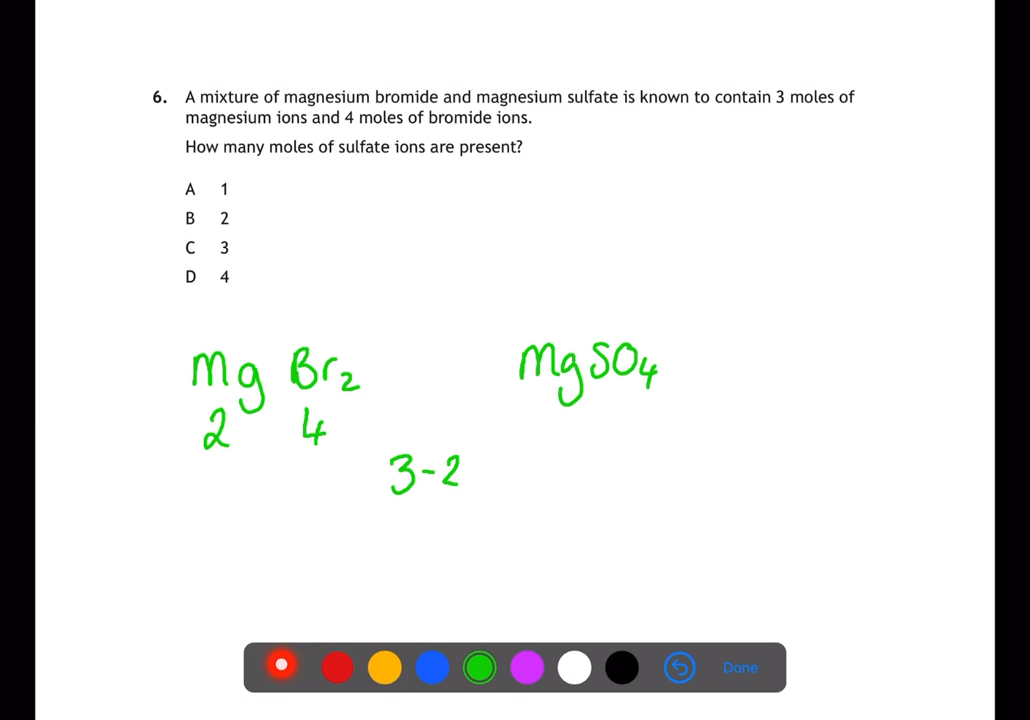 6. A mixture of magnesium bromide and magnesium sulfate is known to contain 3 moles of
magnesium ions and 4 moles of bromide ions.
How many moles of sulfate ions are present?
A 1
B 2
C 3
D 4
Mg Br₂ MgSO₄
2 4
3-2
Done